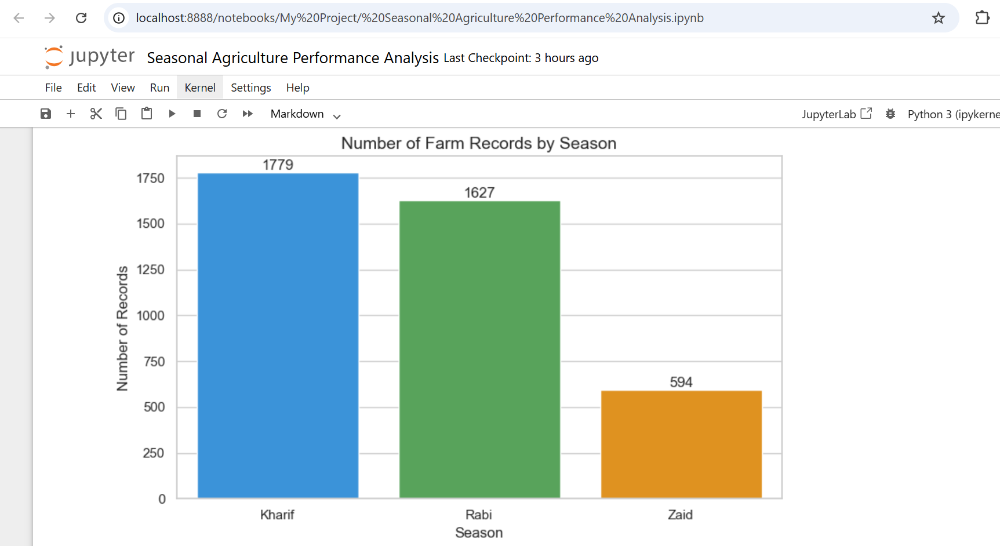 localhost:8888/notebooks/My%20Project/%20Seasonal%20Agriculture%20Performance%20Analysis.ipynb
jupyter Seasonal Agriculture Performance Analysis Last Checkpoint: 3 hours ago
File Edit View Run Kernel Settings Help
Markdown JupyterLab Python 3 (ipykerne
Number of Farm Records by Season
1779
1750
1627
1500
1250
1000
750
594
500
250
0
Number of Records
Kharif Rabi Zaid
Season